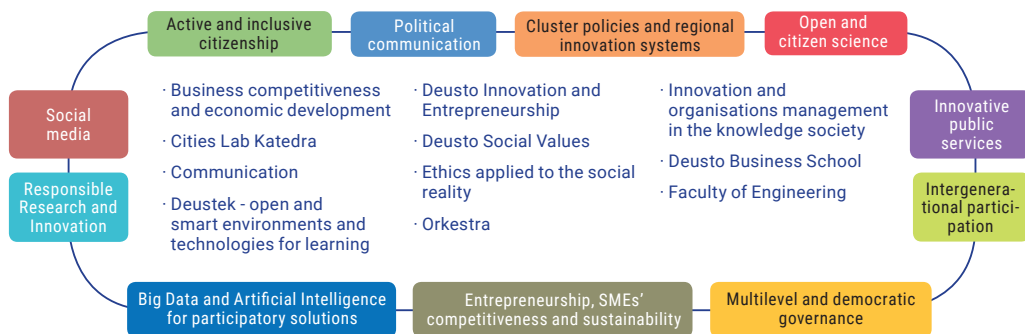 Active and inclusive
citizenship
Political
communication
Cluster policies and regional
innovation systems
Open and
citizen science
Social
media
Responsible
Research and
Innovation
· Business competitiveness
and economic development
· Cities Lab Katedra
· Communication
· Deustek - open and
smart environments and
technologies for learning
· Deusto Innovation and
Entrepreneurship
· Deusto Social Values
· Ethics applied to the social
reality
· Orkestra
· Innovation and
organisations management
in the knowledge society
· Deusto Business School
· Faculty of Engineering
Innovative
public
services
Intergenera-
tional partici-
pation
Big Data and Artificial Intelligence
for participatory solutions
Entrepreneurship, SMEs’
competitiveness and sustainability
Multilevel and democratic
governance